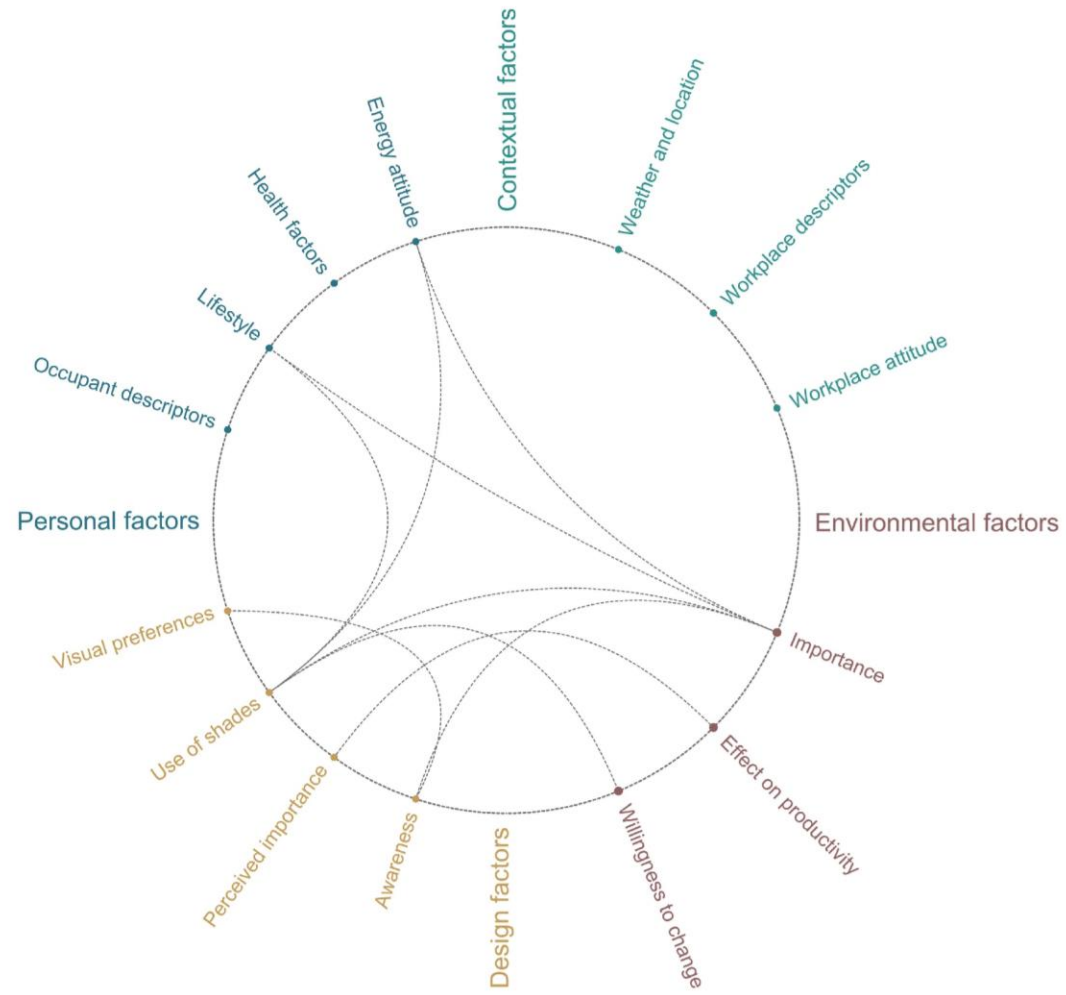 Contextual factors
Weather and location
Workplace descriptors
Workplace attitude
Environmental factors
Importance
Effect on productivity
Willingness to change
Design factors
Awareness
Perceived importance
Use of shades
Visual preferences
Personal factors
Occupant descriptors
Lifestyle
Health factors
Energy attitude